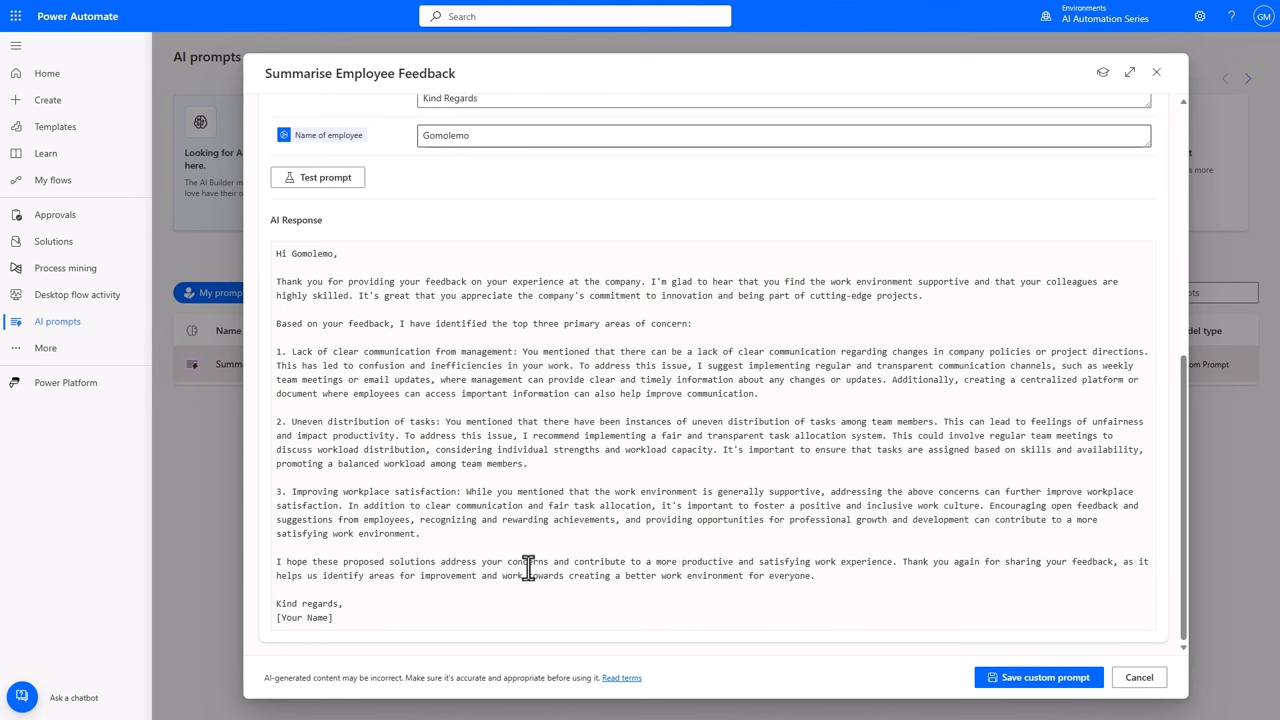 Power Automate
Search
Environments
AI Automation Series
GM
Home
Create
Templates
Learn
My flows
Approvals
Solutions
Process mining
Desktop flow activity
AI prompts
More
Power Platform
Ask a chatbot
AI prompts
Looking for A
here.
The AI Builder m
love have their o
My promp
Name
Summ
Summarise Employee Feedback
Kind Regards
Name of employee
Gomolemo
Test prompt
AI Response
Hi Gomolemo,
Thank you for providing your feedback on your experience at the company. I'm glad to hear that you find the work environment supportive and that your colleagues are
highly skilled. It's great that you appreciate the company's commitment to innovation and being part of cutting-edge projects.
Based on your feedback, I have identified the top three primary areas of concern:
1. Lack of clear communication from management: You mentioned that there can be a lack of clear communication regarding changes in company policies or project directions.
This has led to confusion and inefficiencies in your work. To address this issue, I suggest implementing regular and transparent communication channels, such as weekly
team meetings or email updates, where management can provide clear and timely information about any changes or updates. Additionally, creating a centralized platform or
document where employees can access important information can also help improve communication.
2. Uneven distribution of tasks: You mentioned that there have been instances of uneven distribution of tasks among team members. This can lead to feelings of unfairness
and impact productivity. To address this issue, I recommend implementing a fair and transparent task allocation system. This could involve regular team meetings to
discuss workload distribution, considering individual strengths and workload capacity. It's important to ensure that tasks are assigned based on skills and availability,
promoting a balanced workload among team members.
3. Improving workplace satisfaction: While you mentioned that the work environment is generally supportive, addressing the above concerns can further improve workplace
satisfaction. In addition to clear communication and fair task allocation, it's important to foster a positive and inclusive work culture. Encouraging open feedback and
suggestions from employees, recognizing and rewarding achievements, and providing opportunities for professional growth and development can contribute to a more
satisfying work environment.
I hope these proposed solutions address your concerns and contribute to a more productive and satisfying work experience. Thank you again for sharing your feedback, as it
helps us identify areas for improvement and work towards creating a better work environment for everyone.
Kind regards,
[Your Name]
AI-generated content may be incorrect. Make sure it's accurate and appropriate before using it. Read terms
Save custom prompt
Cancel
t
s more
pts
del type
om Prompt